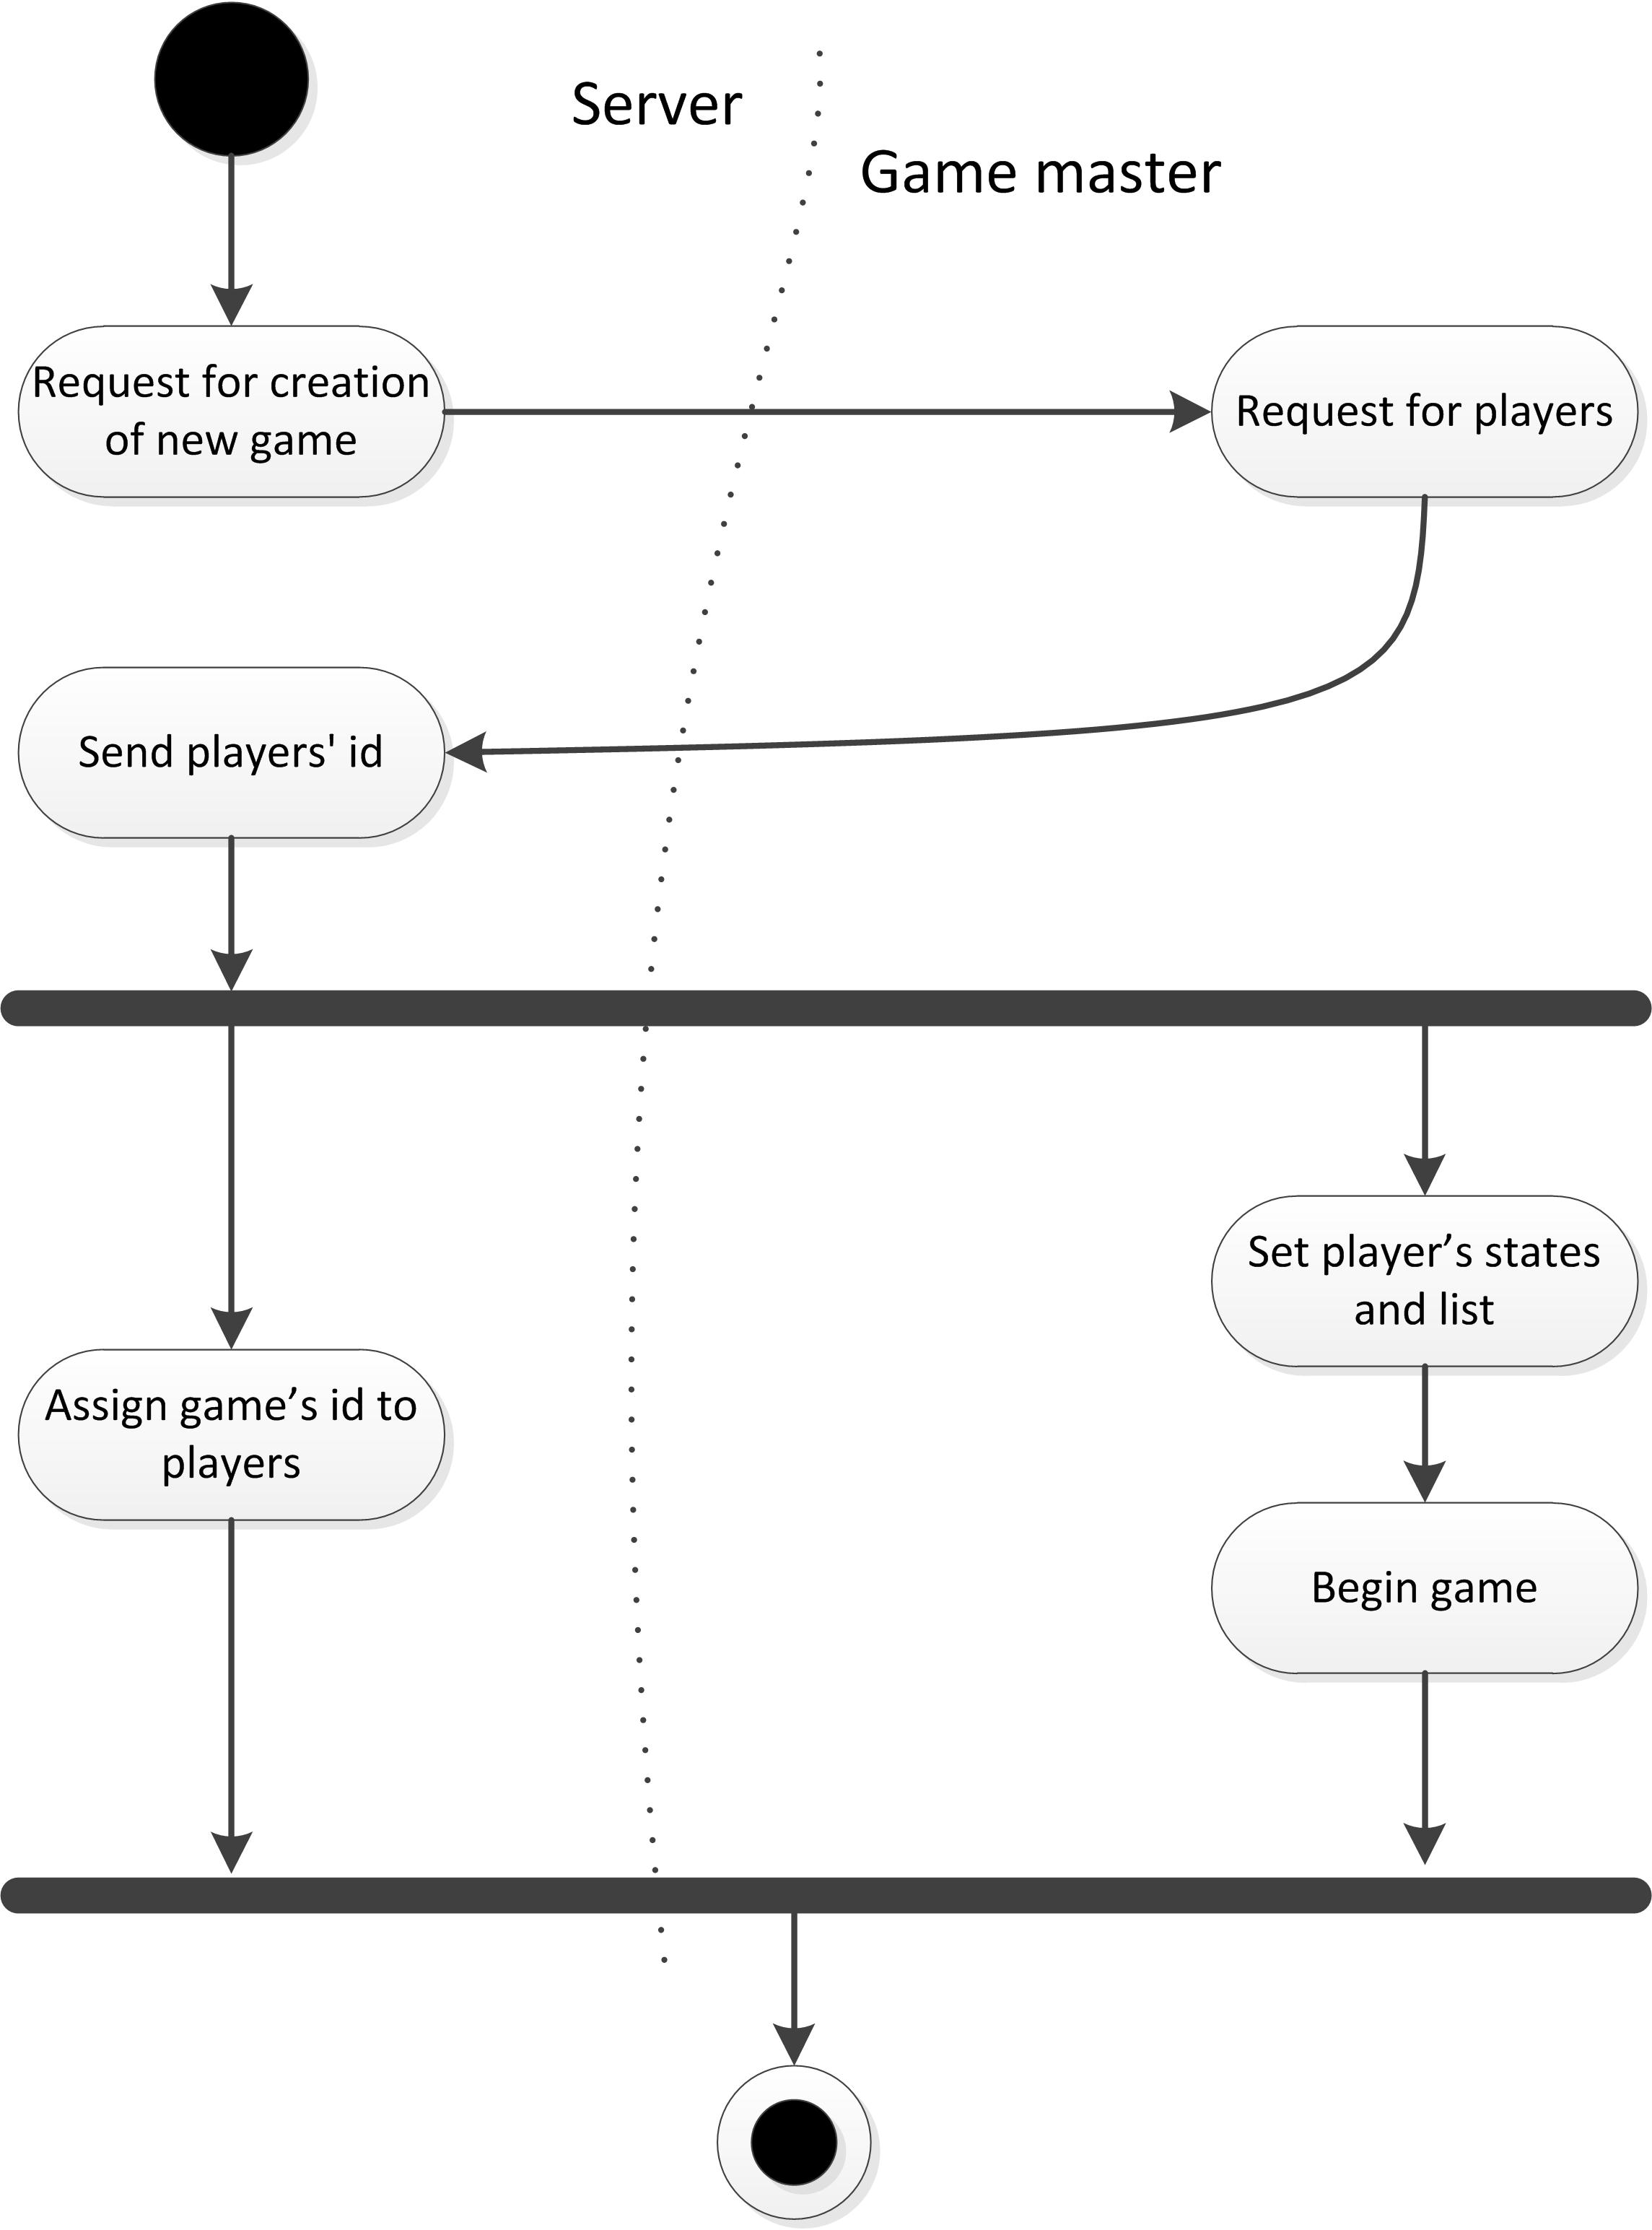 Server
Game master
Request for creation
of new game
Request for players
Send players' id
Set player’s states
and list
Assign game’s id to
players
Begin game